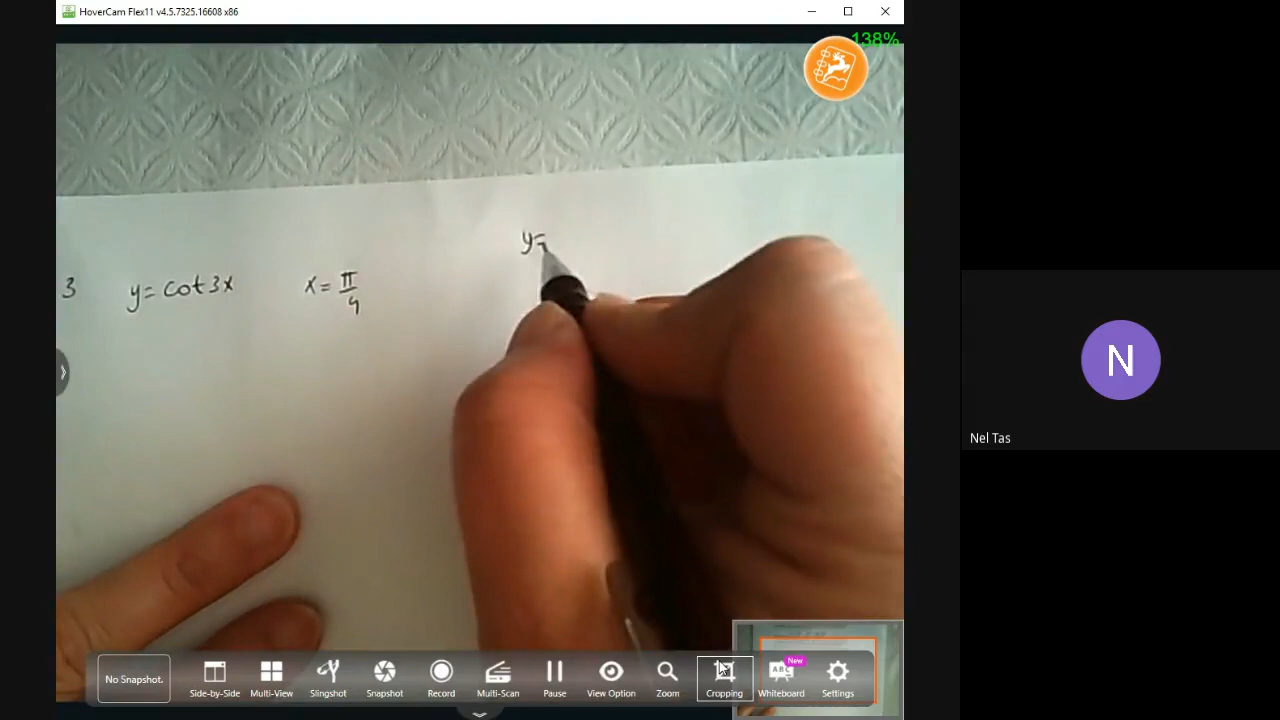 HoverCam Flex11 v4.5.7325.16608 x86
138%
y=
3 y = cot 3x x = π/4
N
Nel Tas
No Snapshot.
Side-by-Side
Multi-View
Slingshot
Snapshot
Record
Multi-Scan
Pause
View Option
Zoom
Cropping
ABC
New
Whiteboard
Settings